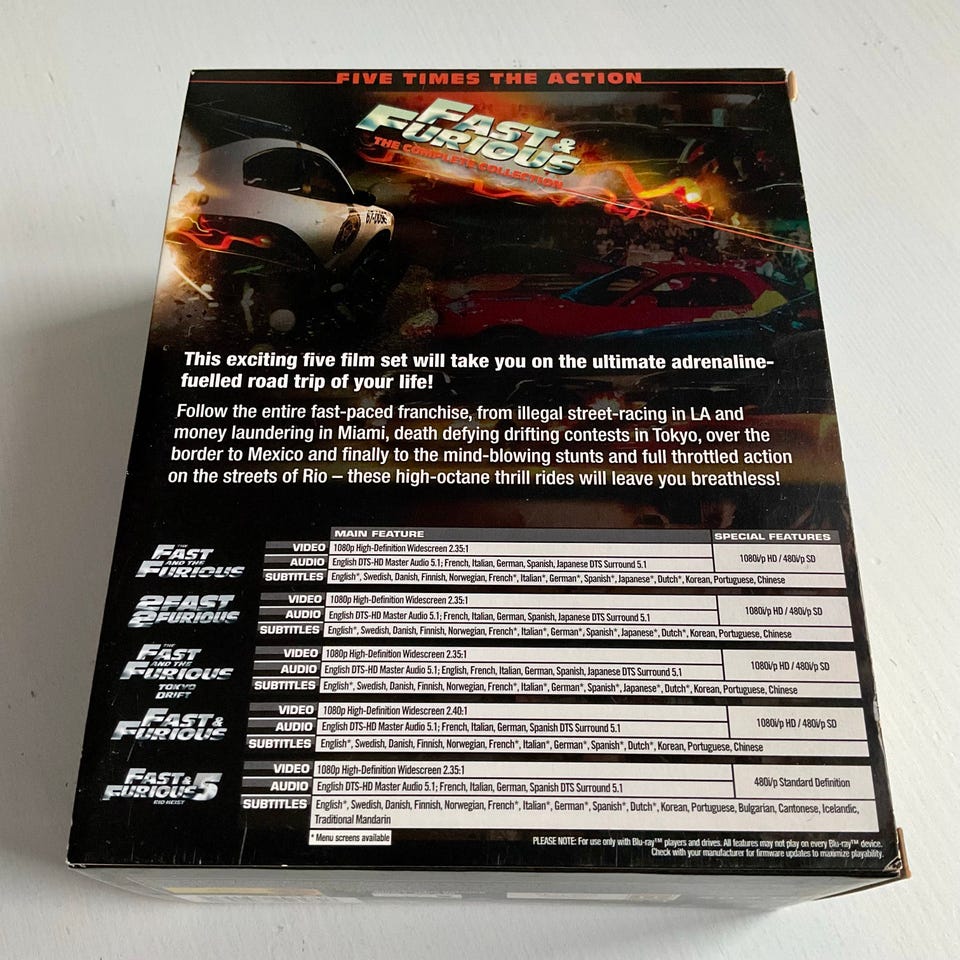 FIVE TIMES THE ACTION
FAST &
FURIOUS
THE COMPLETE COLLECTION
This exciting five film set will take you on the ultimate adrenaline-
fuelled road trip of your life!
Follow the entire fast-paced franchise, from illegal street-racing in LA and
money laundering in Miami, death defying drifting contests in Tokyo, over the
border to Mexico and finally to the mind-blowing stunts and full throttled action
on the streets of Rio – these high-octane thrill rides will leave you breathless!
MAIN FEATURE SPECIAL FEATURES
THE
FAST
AND THE
FURIOUS
VIDEO 1080p High-Definition Widescreen 2.35:1
AUDIO English DTS-HD Master Audio 5.1; French, Italian, German, Spanish, Japanese DTS Surround 5.1
1080i/p HD / 480i/p SD
SUBTITLES English*, Swedish, Danish, Finnish, Norwegian, French*, Italian*, German*, Spanish*, Japanese*, Dutch*, Korean, Portuguese, Chinese
2FAST
2FURIOUS
VIDEO 1080p High-Definition Widescreen 2.35:1
AUDIO English DTS-HD Master Audio 5.1; French, Italian, German, Spanish, Japanese DTS Surround 5.1
1080i/p HD / 480i/p SD
SUBTITLES English*, Swedish, Danish, Finnish, Norwegian, French*, Italian*, German*, Spanish*, Japanese*, Dutch*, Korean, Portuguese, Chinese
THE
FAST
AND THE
FURIOUS
TOKYO
DRIFT
VIDEO 1080p High-Definition Widescreen 2.35:1
AUDIO English DTS-HD Master Audio 5.1; English, French, Italian, German, Spanish, Japanese DTS Surround 5.1
1080i/p HD / 480i/p SD
SUBTITLES English*, Swedish, Danish, Finnish, Norwegian, French*, Italian*, German*, Spanish*, Japanese*, Dutch*, Korean, Portuguese, Chinese
FAST &
FURIOUS
VIDEO 1080p High-Definition Widescreen 2.40:1
AUDIO English DTS-HD Master Audio 5.1; French, Italian, German, Spanish DTS Surround 5.1
1080i/p HD / 480i/p SD
SUBTITLES English*, Swedish, Danish, Finnish, Norwegian, French*, Italian*, German*, Spanish*, Dutch*, Korean, Portuguese, Chinese
FAST &
FURIOUS 5
RIO HEIST
VIDEO 1080p High-Definition Widescreen 2.35:1
AUDIO English DTS-HD Master Audio 5.1; French, Italian, German, Spanish DTS Surround 5.1
480i/p Standard Definition
SUBTITLES English*, Swedish, Danish, Finnish, Norwegian, French*, Italian*, German*, Spanish*, Dutch*, Korean, Portuguese, Bulgarian, Cantonese, Icelandic,
Traditional Mandarin
* Menu screens available
PLEASE NOTE: For use only with Blu-ray™ players and drives. All features may not play on every Blu-ray™ device.
Check with your manufacturer for firmware updates to maximize playability.